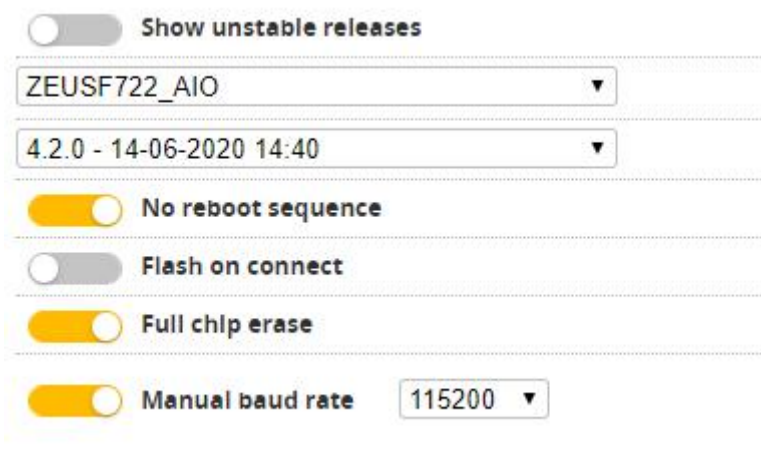 Show unstable releases
ZEUSF722_AIO
4.2.0 - 14-06-2020 14:40
No reboot sequence
Flash on connect
Full chip erase
Manual baud rate 115200